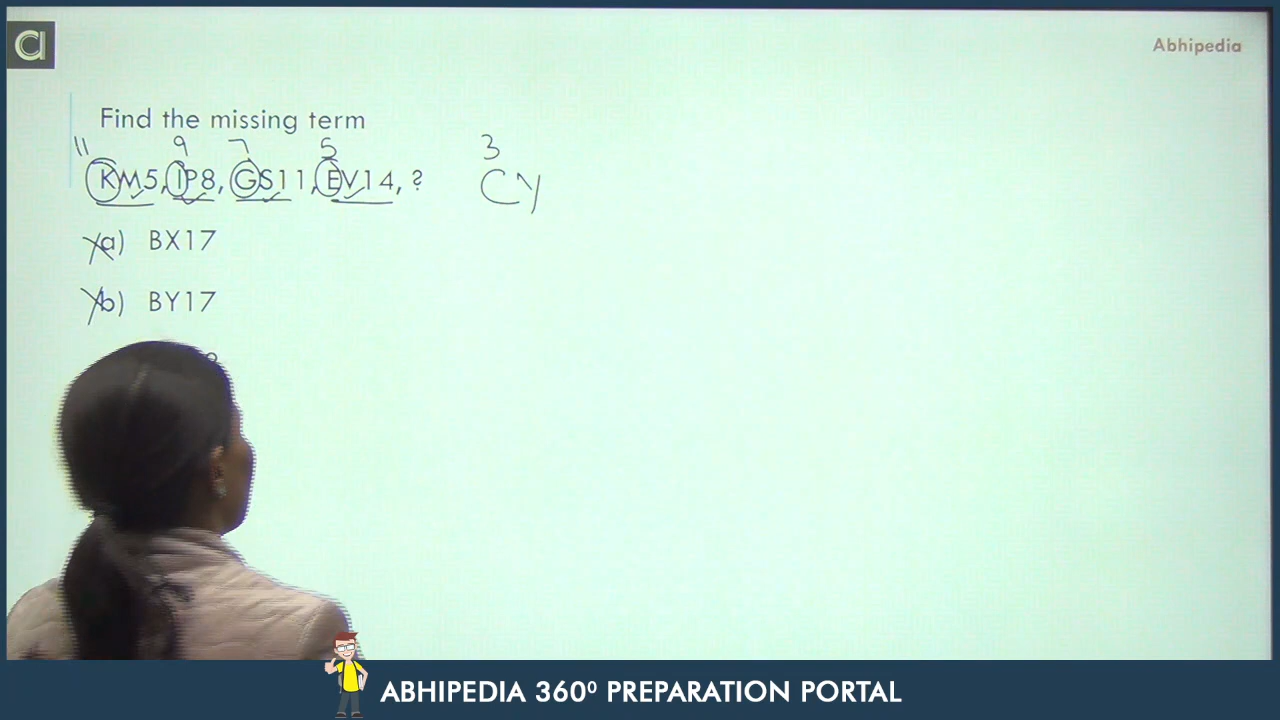 Abhipedia
Find the missing term
11 9 7 5 3
KM5, IP8, GS11, EV14, ? CY
a) BX17
b) BY17
ABHIPEDIA 360⁰ PREPARATION PORTAL